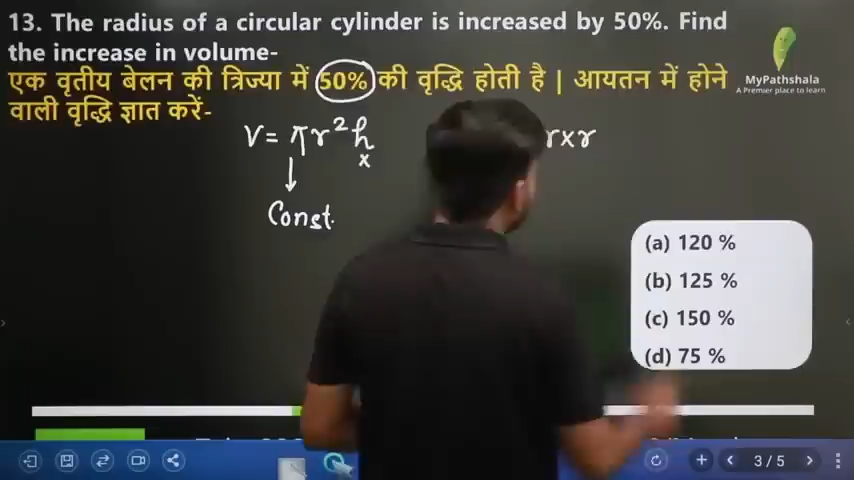 13. The radius of a circular cylinder is increased by 50%. Find
the increase in volume-
एक वृतीय बेलन की त्रिज्या में 50% की वृद्धि होती है | आयतन में होने
वाली वृद्धि ज्ञात करें-
MyPathshala
A Premier place to learn
V = πr²h
x
r×r
Const.
(a) 120 %
(b) 125 %
(c) 150 %
(d) 75 %
3 / 5